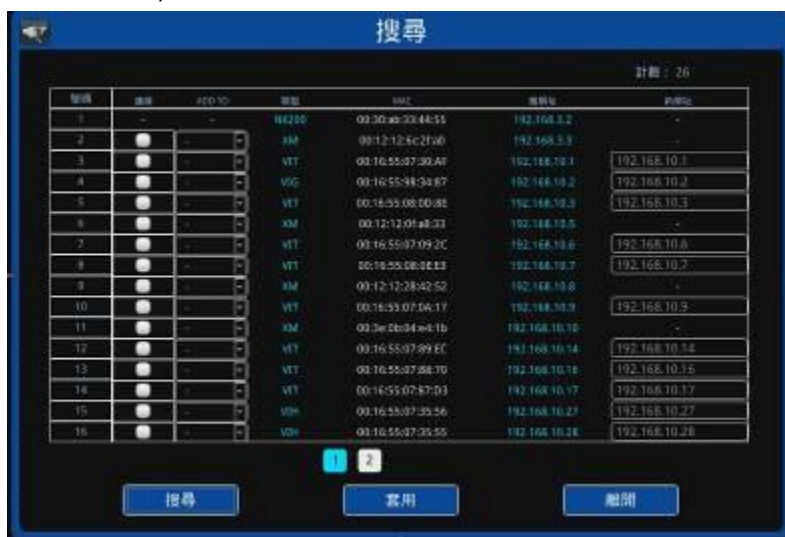 搜尋
計數： 26
號碼 ADD TO 類型 MAC 舊網址 新網址
1 - - NX200 00:30:ab:33:44:55 192.168.3.2 -
2 - XM 00:12:12:6c:2f:a0 192.168.3.3 -
3 - VIT 00:16:55:07:30:AF 192.168.10.1 192.168.10.1
4 - VIG 00:16:55:98:34:87 192.168.10.2 192.168.10.2
5 - VIT 00:16:55:08:0D:8E 192.168.10.3 192.168.10.3
6 - XM 00:12:12:0f:a8:33 192.168.10.5 -
7 - VIT 00:16:55:07:09:2C 192.168.10.6 192.168.10.6
8 - VIT 00:16:55:08:0E:E3 192.168.10.7 192.168.10.7
9 - XM 00:12:12:28:42:52 192.168.10.8 -
10 - VIT 00:16:55:07:0A:17 192.168.10.9 192.168.10.9
11 - XM 00:3e:0b:04:e4:1b 192.168.10.10 -
12 - VIT 00:16:55:07:89:EC 192.168.10.14 192.168.10.14
13 - VIT 00:16:55:07:88:70 192.168.10.16 192.168.10.16
14 - VIT 00:16:55:07:87:D3 192.168.10.17 192.168.10.17
15 - VIH 00:16:55:07:35:56 192.168.10.27 192.168.10.27
16 - VIH 00:16:55:07:35:55 192.168.10.28 192.168.10.28
1 2
搜尋 套用 離開